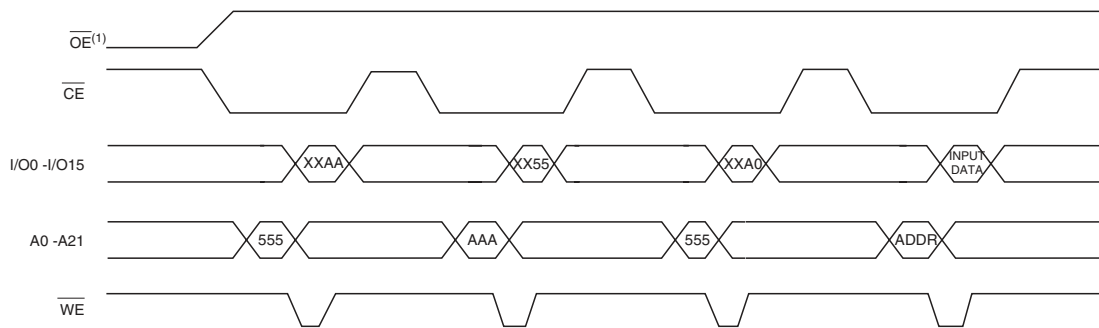 OE(1)
CE
I/O0 -I/O15
XXAA
XX55
XXA0
INPUT
DATA
A0 -A21
555
AAA
555
ADDR
WE